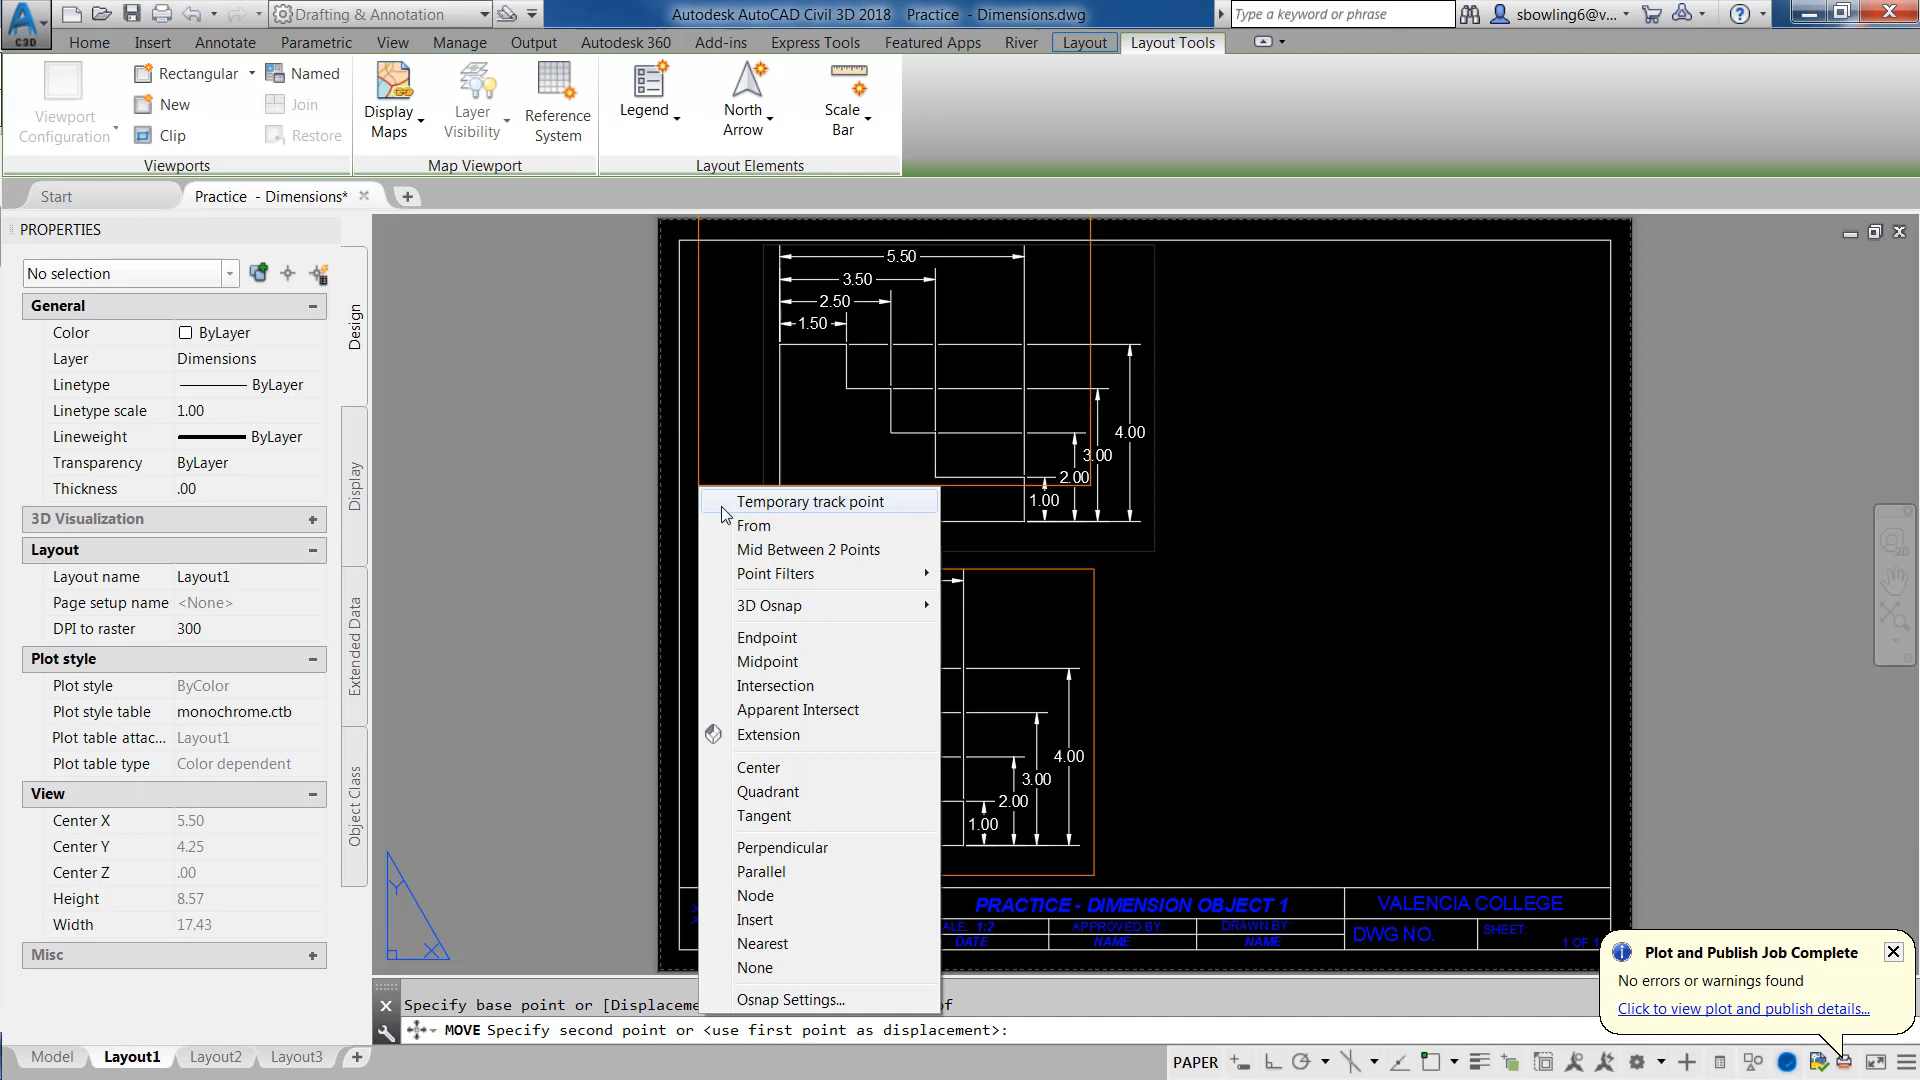 Drafting & Annotation
Autodesk AutoCAD Civil 3D 2018 Practice - Dimensions.dwg
Type a keyword or phrase
sbowling6@v...
C3D
Home Insert Annotate Parametric View Manage Output Autodesk 360 Add-ins Express Tools Featured Apps River Layout Layout Tools
Viewport Configuration
Rectangular
New
Clip
Named
Join
Restore
Display Maps
Layer Visibility
Reference System
Legend
North Arrow
Scale Bar
Viewports Map Viewport Layout Elements
Start Practice - Dimensions*
PROPERTIES
No selection
General
Color ByLayer
Layer Dimensions
Linetype ByLayer
Linetype scale 1.00
Lineweight ByLayer
Transparency ByLayer
Thickness .00
3D Visualization
Layout
Layout name Layout1
Page setup name <None>
DPI to raster 300
Plot style
Plot style ByColor
Plot style table monochrome.ctb
Plot table attac... Layout1
Plot table type Color dependent
View
Center X 5.50
Center Y 4.25
Center Z .00
Height 8.57
Width 17.43
Misc
Design
Display
Extended Data
Object Class
5.50
3.50
2.50
1.50
4.00
3.00
2.00
1.00
Temporary track point
From
Mid Between 2 Points
Point Filters
3D Osnap
Endpoint
Midpoint
Intersection
Apparent Intersect
Extension
Center
Quadrant
Tangent
Perpendicular
Parallel
Node
Insert
Nearest
None
Osnap Settings...
4.00
3.00
2.00
1.00
Y
X
PRACTICE - DIMENSION OBJECT 1 VALENCIA COLLEGE
ALE: 1:2 APPROVED BY: DRAWN BY: DWG NO. SHEET:
DATE NAME NAME 1 OF
Plot and Publish Job Complete
No errors or warnings found
Click to view plot and publish details...
Specify base point or [Displaceme of
MOVE Specify second point or <use first point as displacement>:
Model Layout1 Layout2 Layout3
PAPER